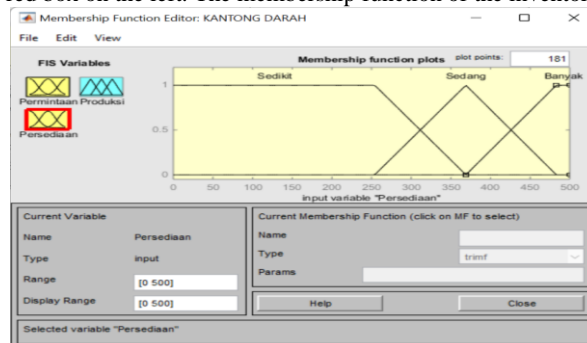 red box on the left. The membership function of the invento
Membership Function Editor: KANTONG DARAH
File Edit View
FIS Variables
Membership function plots plot points: 181
Permintaan Produksi
Persediaan
Sedikit Sedang Banyak
1
0.5
0
0 50 100 150 200 250 300 350 400 450 500
input variable "Persediaan"
Current Variable
Name Persediaan
Type input
Range [0 500]
Display Range [0 500]
Current Membership Function (click on MF to select)
Name
Type trimf
Params
Help Close
Selected variable "Persediaan"